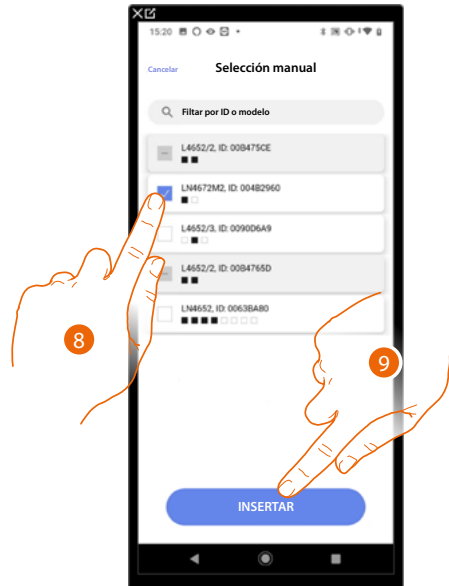 15:20
Cancelar
Selección manual
Filtar por ID o modelo
L4652/2, ID: 00B475CE
LN4672M2, ID: 004B2960
L4652/3, ID: 0090D6A9
L4652/2, ID: 00B4765D
LN4652, ID: 0063BA80
8
9
INSERTAR